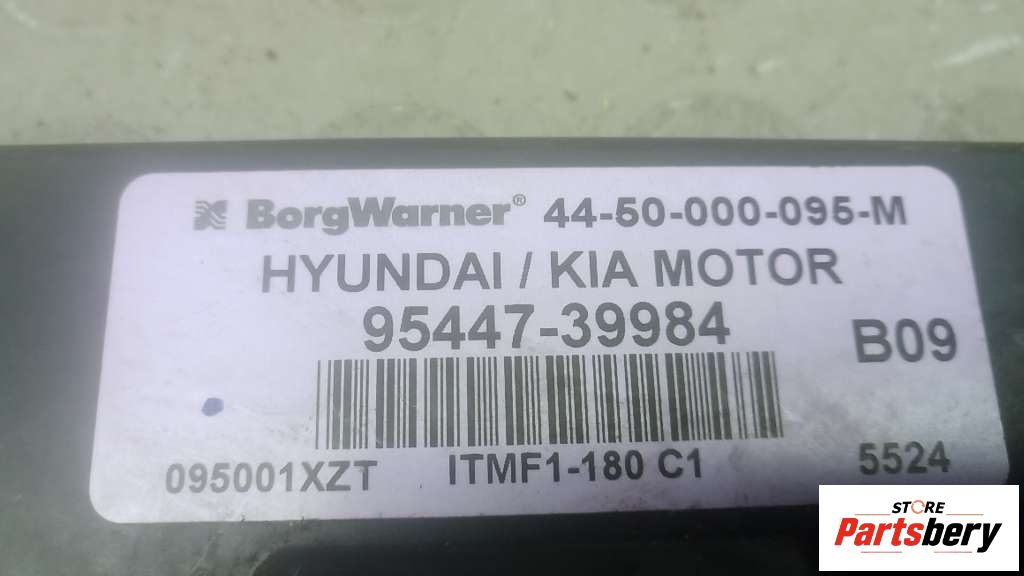 BorgWarner® 44-50-000-095-M
HYUNDAI / KIA MOTOR
95447-39984
B09
095001XZT ITMF1-180 C1 5524
STORE
Partsbery